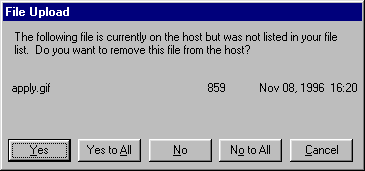 File Upload
The following file is currently on the host but was not listed in your file
list. Do you want to remove this file from the host?
apply.gif 859 Nov 08, 1996 16:20
Yes Yes to All No No to All Cancel